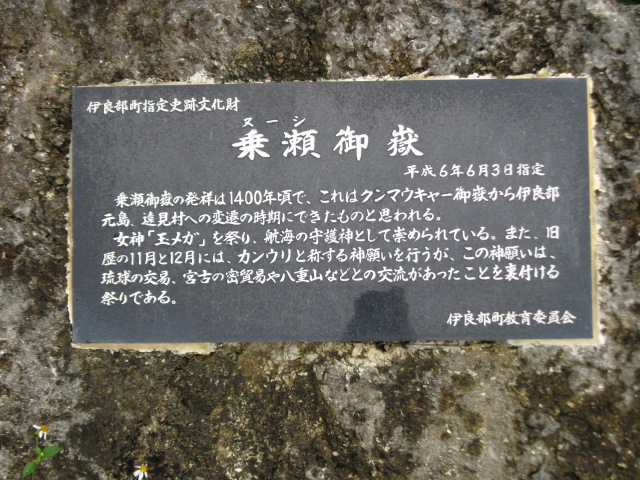 伊良部町指定史跡文化財
ヌーシ
乗瀬御嶽
平成6年6月3日指定
乗瀬御嶽の発祥は1400年頃で、これはクンマウキャー御嶽から伊良部
元島、遠見村への変遷の時期にできたものと思われる。
女神「玉メガ」を祭り、航海の守護神として崇められている。また、旧
歴の11月と12月には、カンウリと称する神願いを行うが、この神願いは、
琉球の交易、宮古の密貿易や八重山などとの交流があったことを裏付ける
祭りである。
伊良部町教育委員会